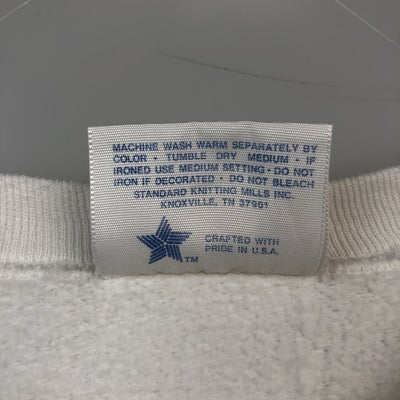 MACHINE WASH WARM SEPARATELY BY
COLOR • TUMBLE DRY MEDIUM • IF
IRONED USE MEDIUM SETTING • DO NOT
IRON IF DECORATED • DO NOT BLEACH
STANDARD KNITTING MILLS INC.
KNOXVILLE, TN 37901
TM
CRAFTED WITH
PRIDE IN U.S.A.